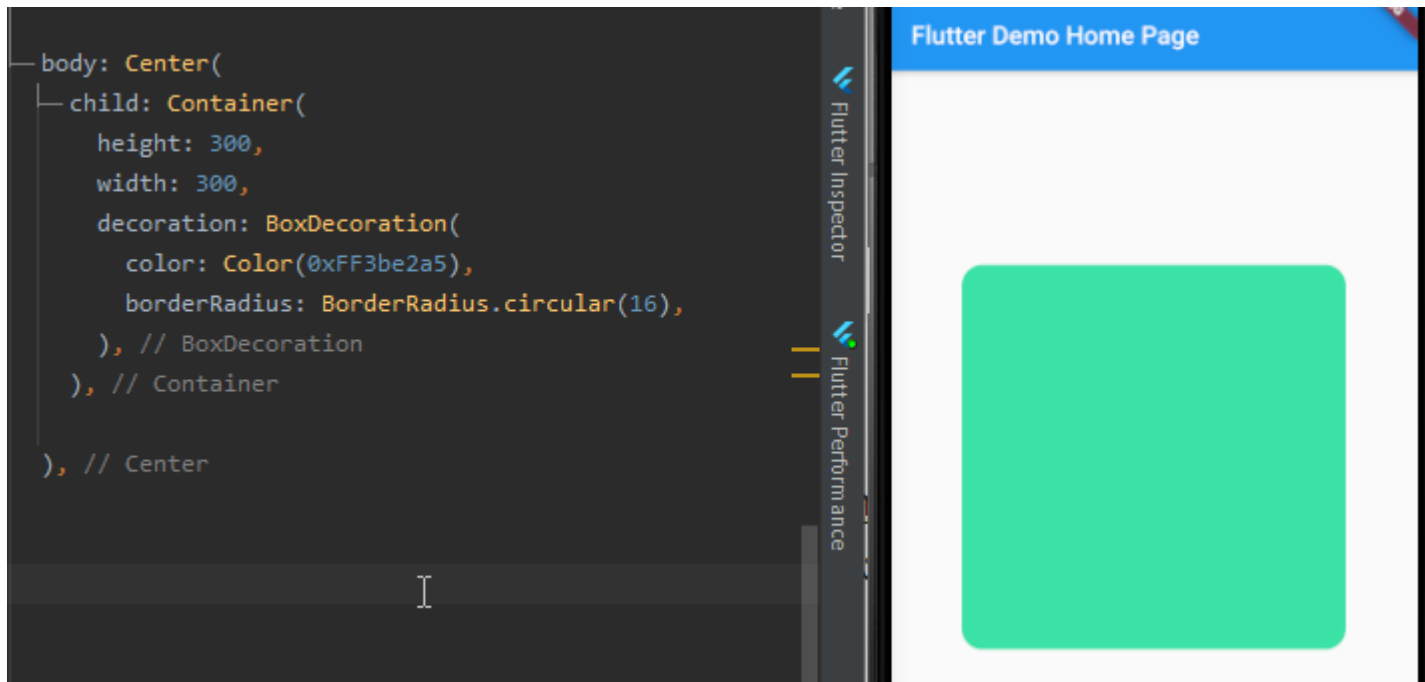 body: Center(
child: Container(
height: 300,
width: 300,
decoration: BoxDecoration(
color: Color(0xFF3be2a5),
borderRadius: BorderRadius.circular(16),
), // BoxDecoration
), // Container
), // Center
Flutter Inspector
Flutter Performance
Flutter Demo Home Page